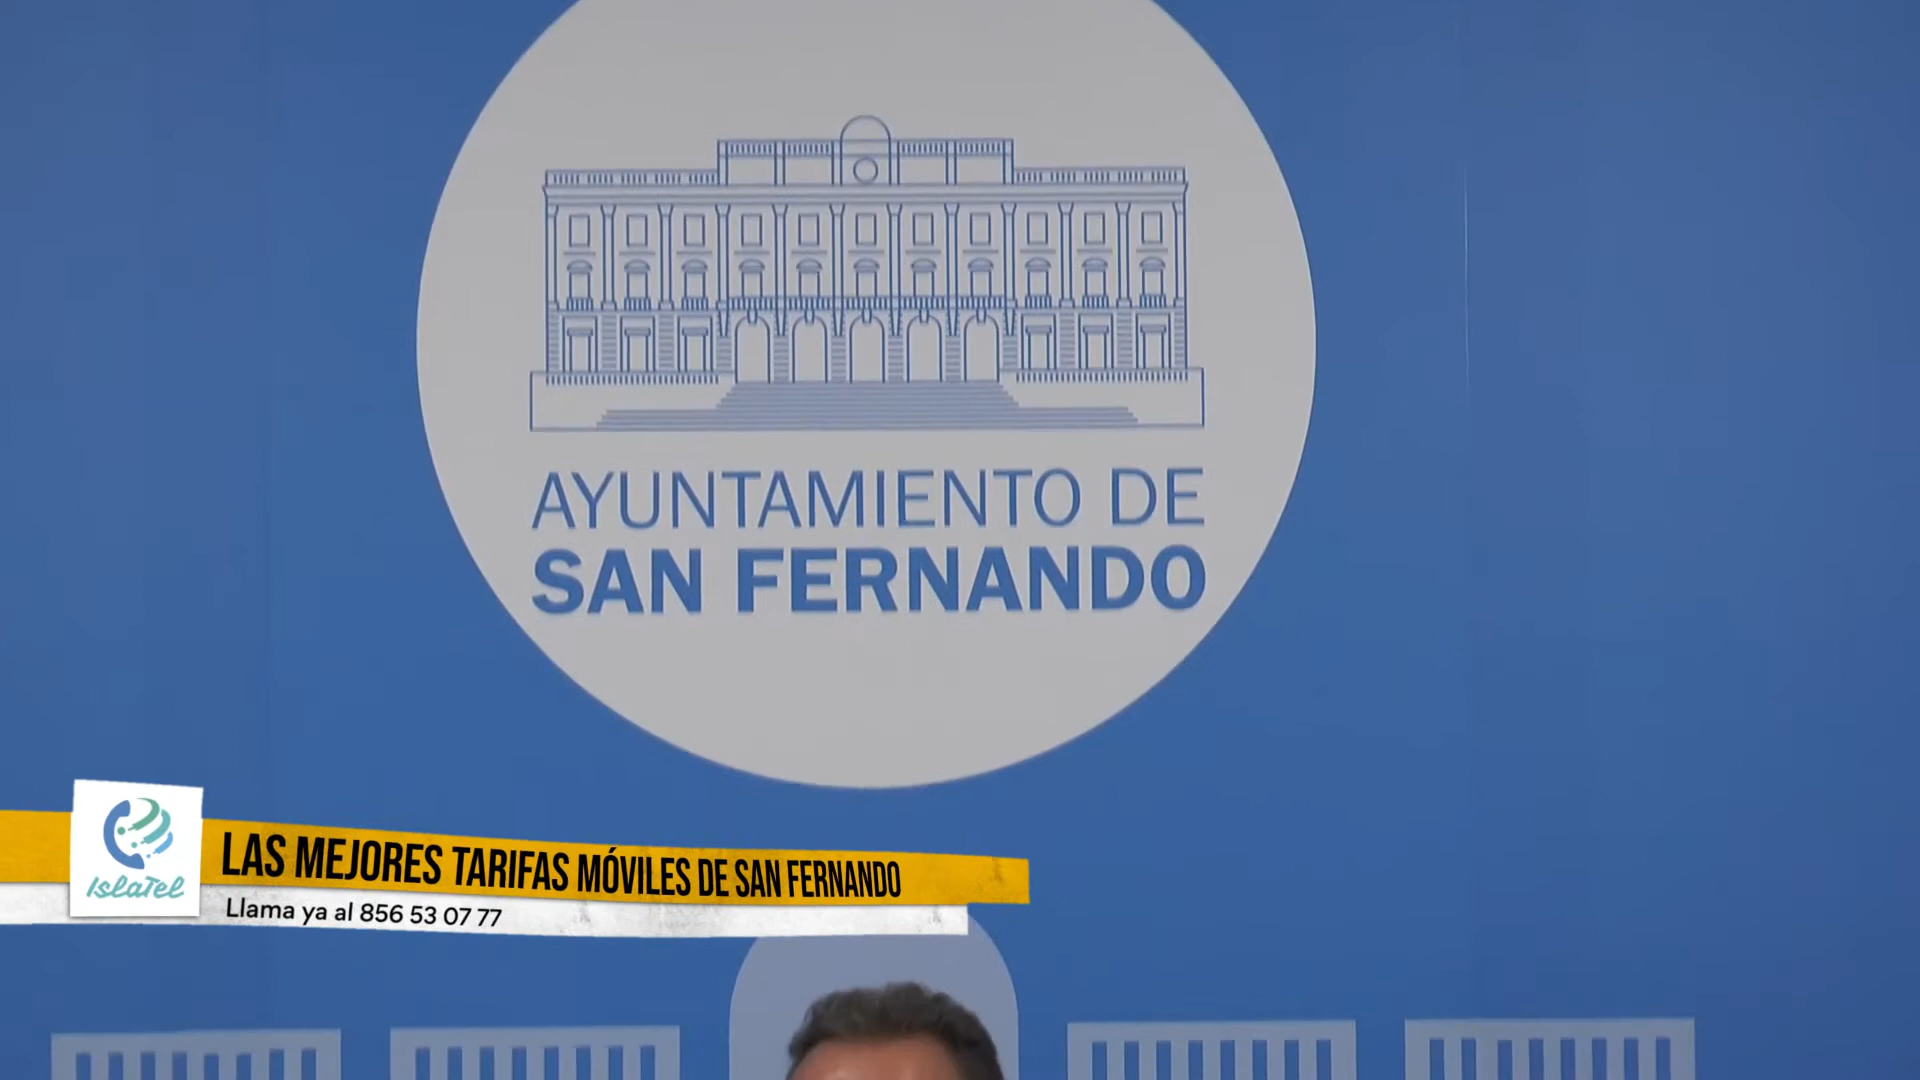 AYUNTAMIENTO DE
SAN FERNANDO
IslaTel
LAS MEJORES TARIFAS MÓVILES DE SAN FERNANDO
Llama ya al 856 53 07 77